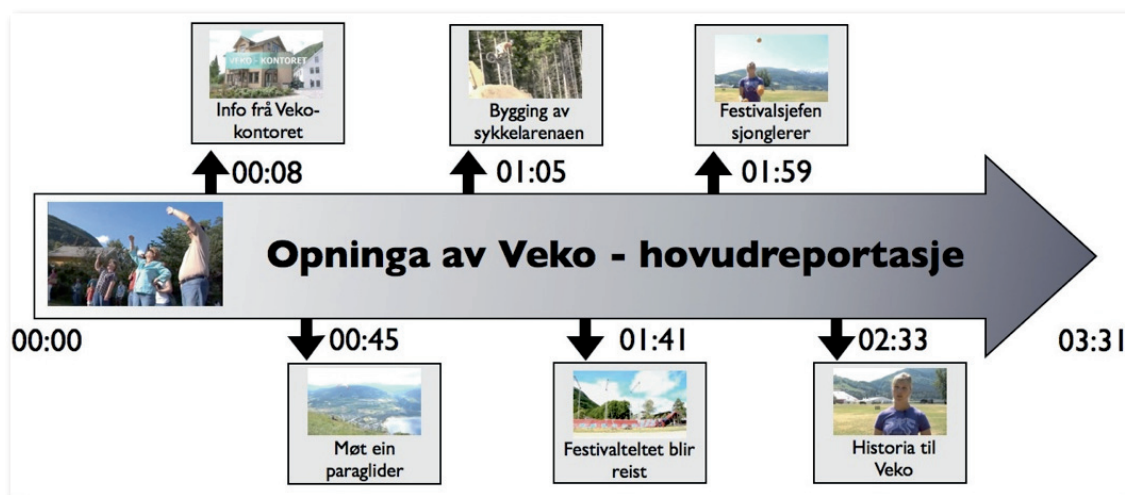 VEKO - KONTORET
Info frå Veko-
kontoret
Bygging av
sykkelarenaen
Festivalsjefen
sjonglerer
00:08
01:05
01:59
Opninga av Veko - hovudreportasje
00:00
00:45
01:41
02:33
03:31
Møt ein
paraglider
Festivalteltet blir
reist
Historia til
Veko